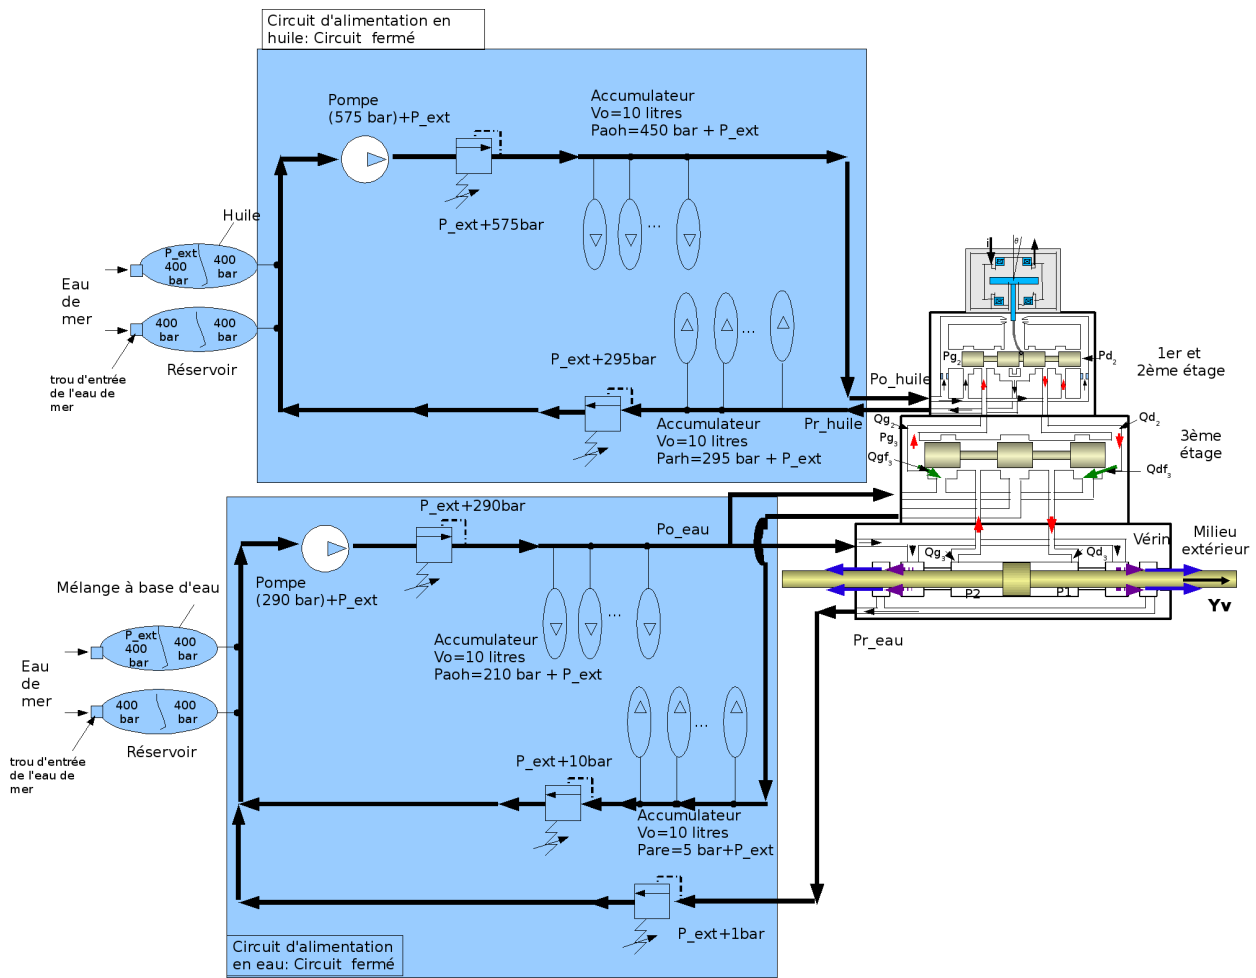 Circuit d'alimentation en
huile: Circuit fermé
Pompe
(575 bar)+P_ext
Accumulateur
Vo=10 litres
Paoh=450 bar + P_ext
P_ext+575bar
...
Huile
P_ext
400
bar
400
bar
Eau
de
mer
400
bar
400
bar
Réservoir
trou d'entrée
de l'eau de
mer
P_ext+295bar
...
Accumulateur
Vo=10 litres
Parh=295 bar + P_ext
Po_huile
Pr_huile
i
θ
Pg2
Pd2
1er et
2ème étage
Qg2
Qd2
Pg3
Qgf3
Qdf3
3ème
étage
P_ext+290bar
Po_eau
Pompe
(290 bar)+P_ext
Mélange à base d'eau
P_ext
400
bar
400
bar
Eau
de
mer
400
bar
400
bar
Réservoir
trou d'entrée
de l'eau de
mer
Accumulateur
Vo=10 litres
Paoh=210 bar + P_ext
...
...
P_ext+10bar
Accumulateur
Vo=10 litres
Pare=5 bar+P_ext
P_ext+1bar
Circuit d'alimentation
en eau: Circuit fermé
Vérin
Milieu
extérieur
Qg3
Qd3
P2
P1
Yv
Pr_eau